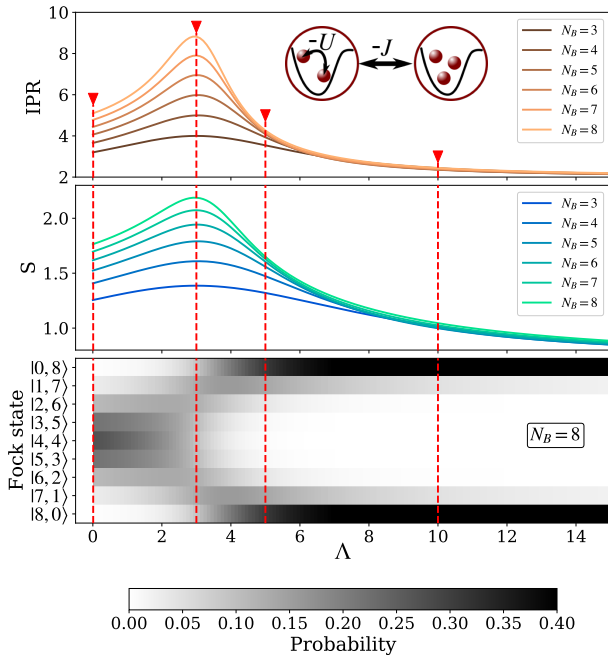 10
8
6
4
2
IPR
-U
-J
N_B = 3
N_B = 4
N_B = 5
N_B = 6
N_B = 7
N_B = 8
2.0
1.5
1.0
S
N_B = 3
N_B = 4
N_B = 5
N_B = 6
N_B = 7
N_B = 8
Fock state
|0, 8⟩
|1, 7⟩
|2, 6⟩
|3, 5⟩
|4, 4⟩
|5, 3⟩
|6, 2⟩
|7, 1⟩
|8, 0⟩
N_B = 8
0 2 4 6 8 10 12 14
Λ
0.00 0.05 0.10 0.15 0.20 0.25 0.30 0.35 0.40
Probability